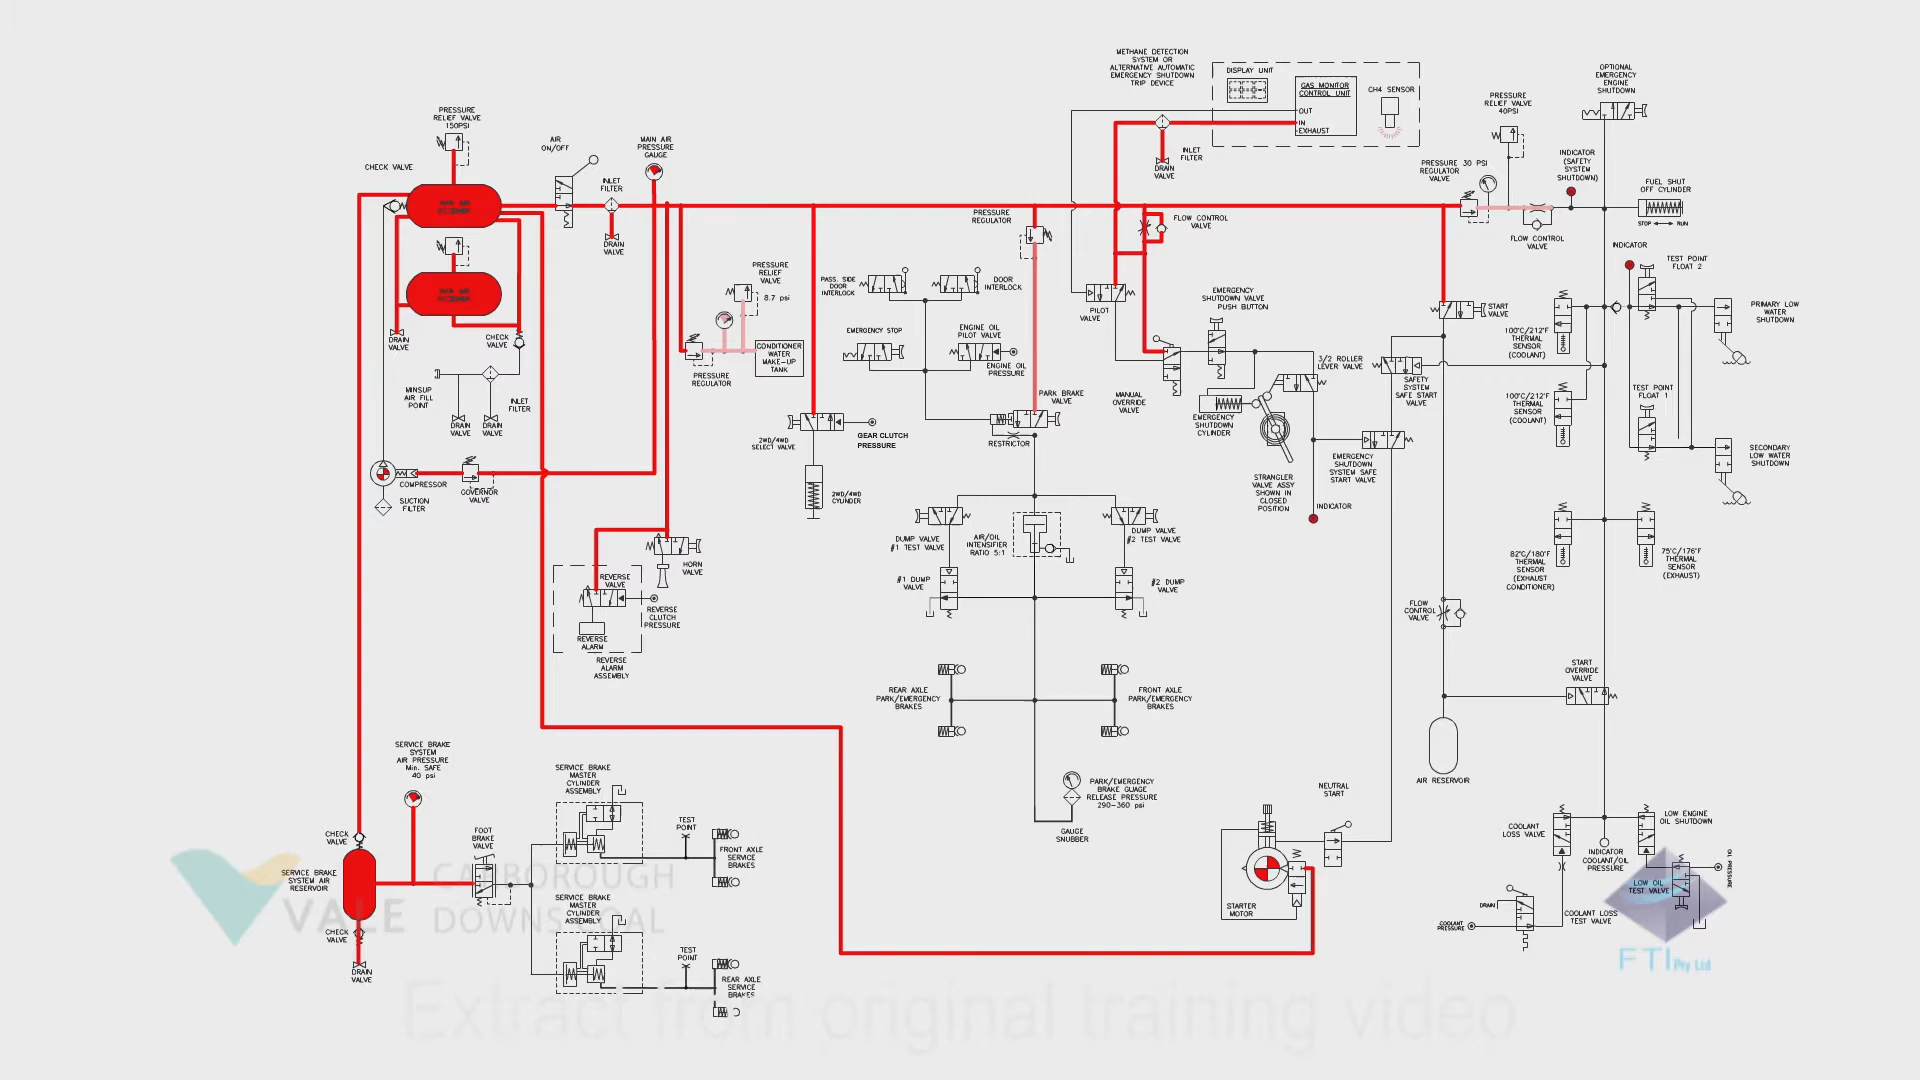 METHANE DETECTION
SYSTEM OR
ALTERNATIVE AUTOMATIC
EMERGENCY SHUTDOWN
TRIP DEVICE
DISPLAY UNIT
GAS MONITOR
CONTROL UNIT
CH4 SENSOR
OUT
IN
EXHAUST
OPTIONAL
EMERGENCY
ENGINE
SHUTDOWN
PRESSURE
RELIEF VALVE
40PSI
PRESSURE
RELIEF VALVE
150PSI
AIR
ON/OFF
MAIN AIR
PRESSURE
GAUGE
CHECK VALVE
INLET
FILTER
DRAIN
VALVE
INLET
FILTER
DRAIN
VALVE
PRESSURE 30 PSI
REGULATOR
VALVE
INDICATOR
(SAFETY
SYSTEM
SHUTDOWN)
FUEL SHUT
OFF CYLINDER
STOP
RUN
FLOW CONTROL
VALVE
INDICATOR
TEST POINT
FLOAT 2
PRIMARY LOW
WATER
SHUTDOWN
MAIN AIR
RECEIVER
MAIN AIR
RECEIVER
PRESSURE
REGULATOR
FLOW CONTROL
VALVE
PRESSURE
RELIEF
VALVE
8.7 psi
PASS. SIDE
DOOR
INTERLOCK
DOOR
INTERLOCK
PILOT
VALVE
EMERGENCY
SHUTDOWN VALVE
PUSH BUTTON
START
VALVE
100°C/212°F
THERMAL
SENSOR
(COOLANT)
DRAIN
VALVE
CHECK
VALVE
EMERGENCY STOP
ENGINE OIL
PILOT VALVE
ENGINE OIL
PRESSURE
CONDITIONER
WATER
MAKE-UP
TANK
PRESSURE
REGULATOR
3/2 ROLLER
LEVER VALVE
SAFETY
SYSTEM
SAFE START
VALVE
TEST POINT
FLOAT 1
100°C/212°F
THERMAL
SENSOR
(COOLANT)
SECONDARY
LOW WATER
SHUTDOWN
MINSUP
AIR FILL
POINT
INLET
FILTER
DRAIN
VALVE
DRAIN
VALVE
PARK BRAKE
VALVE
RESTRICTOR
MANUAL
OVERRIDE
VALVE
EMERGENCY
SHUTDOWN
CYLINDER
2WD/4WD
SELECT VALVE
GEAR CLUTCH
PRESSURE
2WD/4WD
CYLINDER
COMPRESSOR
SUCTION
FILTER
GOVERNOR
VALVE
STRANGLER
VALVE ASSY
SHOWN IN
CLOSED
POSITION
INDICATOR
EMERGENCY
SHUTDOWN
SYSTEM SAFE
START VALVE
DUMP VALVE
#1 TEST VALVE
AIR/OIL
INTENSIFIER
RATIO 5:1
DUMP VALVE
#2 TEST VALVE
#1 DUMP
VALVE
#2 DUMP
VALVE
82°C/180°F
THERMAL
SENSOR
(EXHAUST
CONDITIONER)
75°C/176°F
THERMAL
SENSOR
(EXHAUST)
HORN
VALVE
REVERSE
VALVE
REVERSE
CLUTCH
PRESSURE
REVERSE
ALARM
REVERSE
ALARM
ASSEMBLY
FLOW
CONTROL
VALVE
START
OVERRIDE
VALVE
AIR RESERVOIR
REAR AXLE
PARK/EMERGENCY
BRAKES
FRONT AXLE
PARK/EMERGENCY
BRAKES
PARK/EMERGENCY
BRAKE GUAGE
RELEASE PRESSURE
290-360 psi
GAUGE
SNUBBER
SERVICE BRAKE
SYSTEM
AIR PRESSURE
Min. SAFE
40 psi
SERVICE BRAKE
MASTER
CYLINDER
ASSEMBLY
TEST
POINT
FRONT AXLE
SERVICE
BRAKES
FOOT
BRAKE
VALVE
CHECK
VALVE
SERVICE BRAKE
SYSTEM AIR
RESERVOIR
CHECK
VALVE
DRAIN
VALVE
SERVICE BRAKE
MASTER
CYLINDER
ASSEMBLY
TEST
POINT
REAR AXLE
SERVICE
BRAKES
NEUTRAL
START
STARTER
MOTOR
COOLANT
LOSS VALVE
LOW ENGINE
OIL SHUTDOWN
INDICATOR
COOLANT/OIL
PRESSURE
OIL PRESSURE
LOW OIL
TEST VALVE
DRAIN
COOLANT
PRESSURE
COOLANT LOSS
TEST VALVE
VALE
CARBOROUGH
DOWNS COAL
FTI Pty Ltd
Extract from original training video